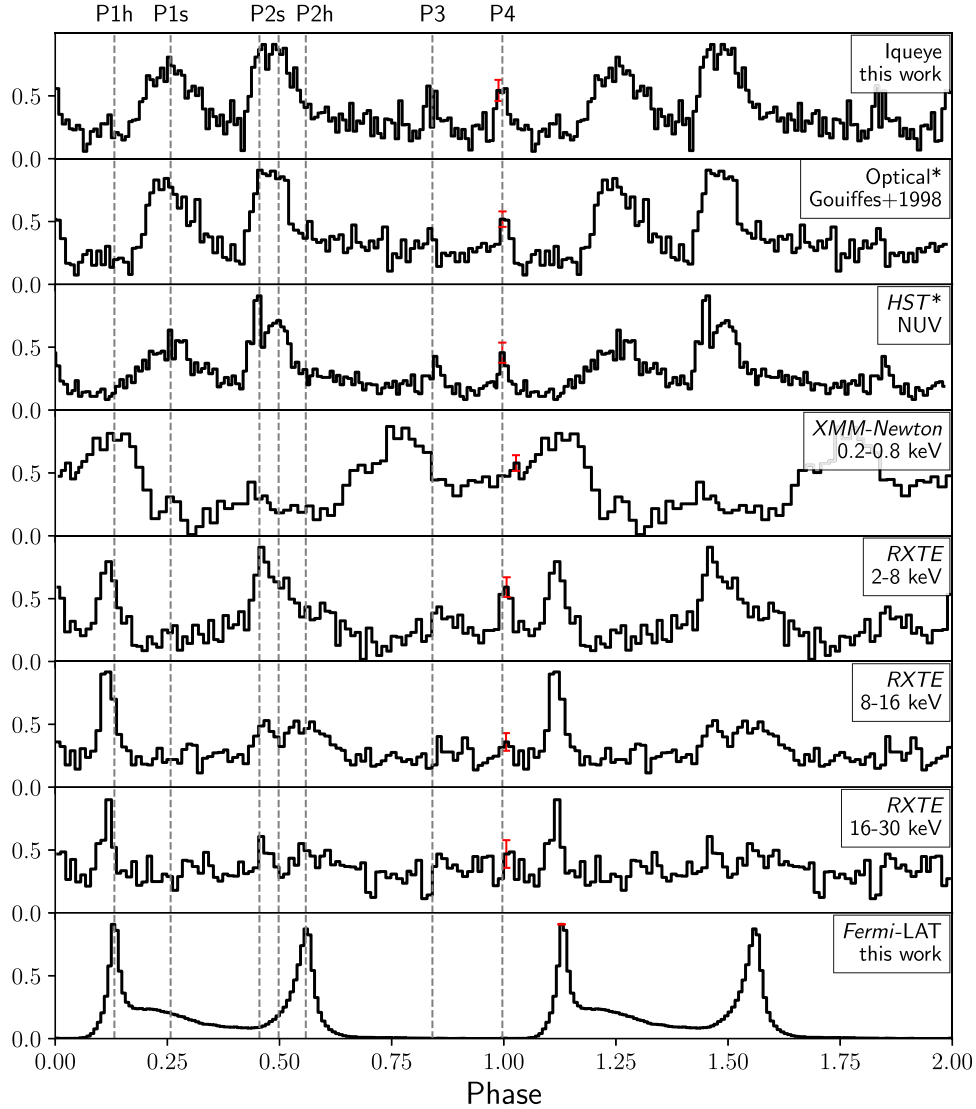 P1h P1s P2s P2h P3 P4
Iqueye
this work
0.5
0.0
Optical*
Gouiffes+1998
0.5
0.0
HST*
NUV
0.5
0.0
XMM-Newton
0.2-0.8 keV
0.5
0.0
RXTE
2-8 keV
0.5
0.0
RXTE
8-16 keV
0.5
0.0
RXTE
16-30 keV
0.5
0.0
Fermi-LAT
this work
0.5
0.0
0.00 0.25 0.50 0.75 1.00 1.25 1.50 1.75 2.00
Phase